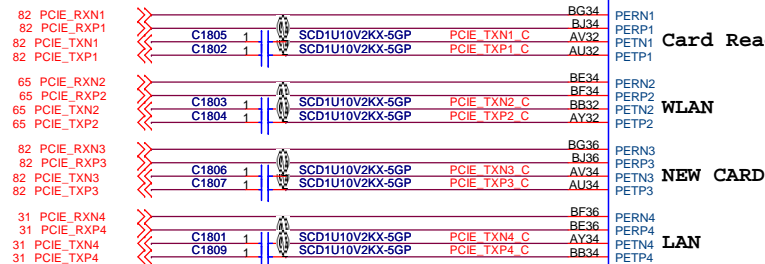 82 PCIE_RXN1 BG34 PERN1
82 PCIE_RXP1 BJ34 PERP1
82 PCIE_TXN1 C1805 1 SCD1U10V2KX-5GP PCIE_TXN1_C AV32 PETN1 Card Rea
82 PCIE_TXP1 C1802 1 SCD1U10V2KX-5GP PCIE_TXP1_C AU32 PETP1
65 PCIE_RXN2 BE34 PERN2
65 PCIE_RXP2 BF34 PERP2
65 PCIE_TXN2 C1803 1 SCD1U10V2KX-5GP PCIE_TXN2_C BB32 PETN2 WLAN
65 PCIE_TXP2 C1804 1 SCD1U10V2KX-5GP PCIE_TXP2_C AY32 PETP2
82 PCIE_RXN3 BG36 PERN3
82 PCIE_RXP3 BJ36 PERP3
82 PCIE_TXN3 C1806 1 SCD1U10V2KX-5GP PCIE_TXN3_C AV34 PETN3 NEW CARD
82 PCIE_TXP3 C1807 1 SCD1U10V2KX-5GP PCIE_TXP3_C AU34 PETP3
31 PCIE_RXN4 BF36 PERN4
31 PCIE_RXP4 BE36 PERP4
31 PCIE_TXN4 C1801 1 SCD1U10V2KX-5GP PCIE_TXN4_C AY34 PETN4 LAN
31 PCIE_TXP4 C1809 1 SCD1U10V2KX-5GP PCIE_TXP4_C BB34 PETP4